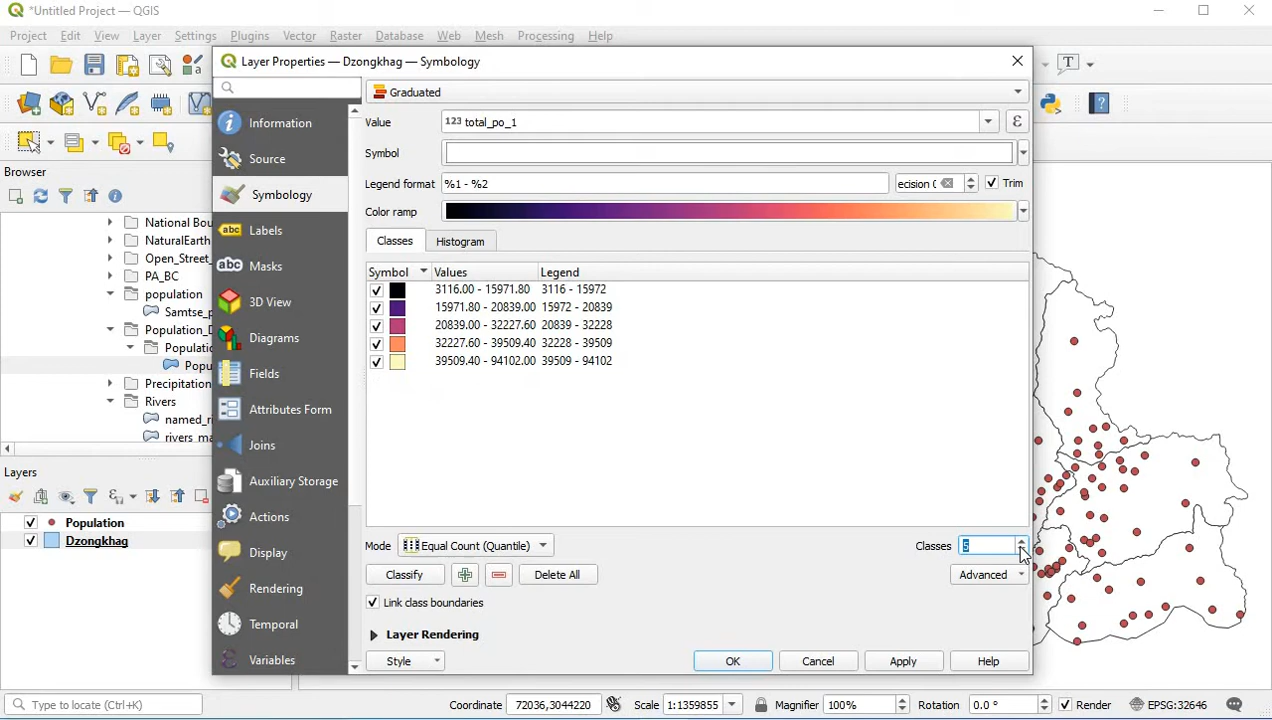 *Untitled Project — QGIS
Project Edit View Layer Settings Plugins Vector Raster Database Web Mesh Processing Help
Layer Properties — Dzongkhag — Symbology
Browser
National Bou
NaturalEarth
Open_Street_
PA_BC
population
Samtse_p
Population_D
Populatio
Popu
Precipitation
Rivers
named_ri
rivers_ma
Layers
Population
Dzongkhag
Information
Source
abc Labels
Symbology
abc Masks
3D View
Diagrams
Fields
Attributes Form
Joins
Auxiliary Storage
Actions
Display
Rendering
Temporal
Variables
Graduated
Value 123 total_po_1 ε
Symbol
Legend format %1 - %2 ecision ( Trim
Color ramp
Classes Histogram
Symbol Values Legend
3116.00 - 15971.80 3116 - 15972
15971.80 - 20839.00 15972 - 20839
20839.00 - 32227.60 20839 - 32228
32227.60 - 39509.40 32228 - 39509
39509.40 - 94102.00 39509 - 94102
Mode Equal Count (Quantile) Classes 5
Classify Delete All Advanced
Link class boundaries
Layer Rendering
Style OK Cancel Apply Help
Type to locate (Ctrl+K) Coordinate 72036,3044220 Scale 1:1359855 Magnifier 100% Rotation 0.0 ° Render EPSG:32646